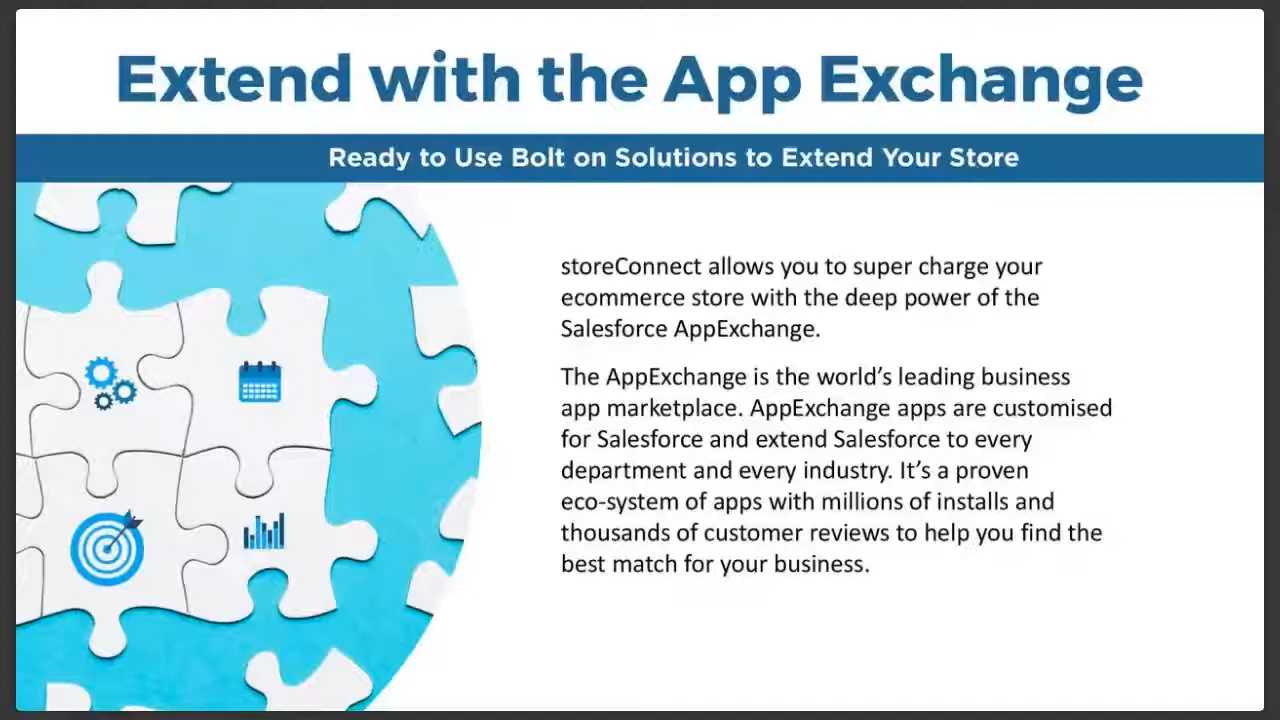 Extend with the App Exchange
Ready to Use Bolt on Solutions to Extend Your Store
storeConnect allows you to super charge your
ecommerce store with the deep power of the
Salesforce AppExchange.
The AppExchange is the world’s leading business
app marketplace. AppExchange apps are customised
for Salesforce and extend Salesforce to every
department and every industry. It’s a proven
eco-system of apps with millions of installs and
thousands of customer reviews to help you find the
best match for your business.